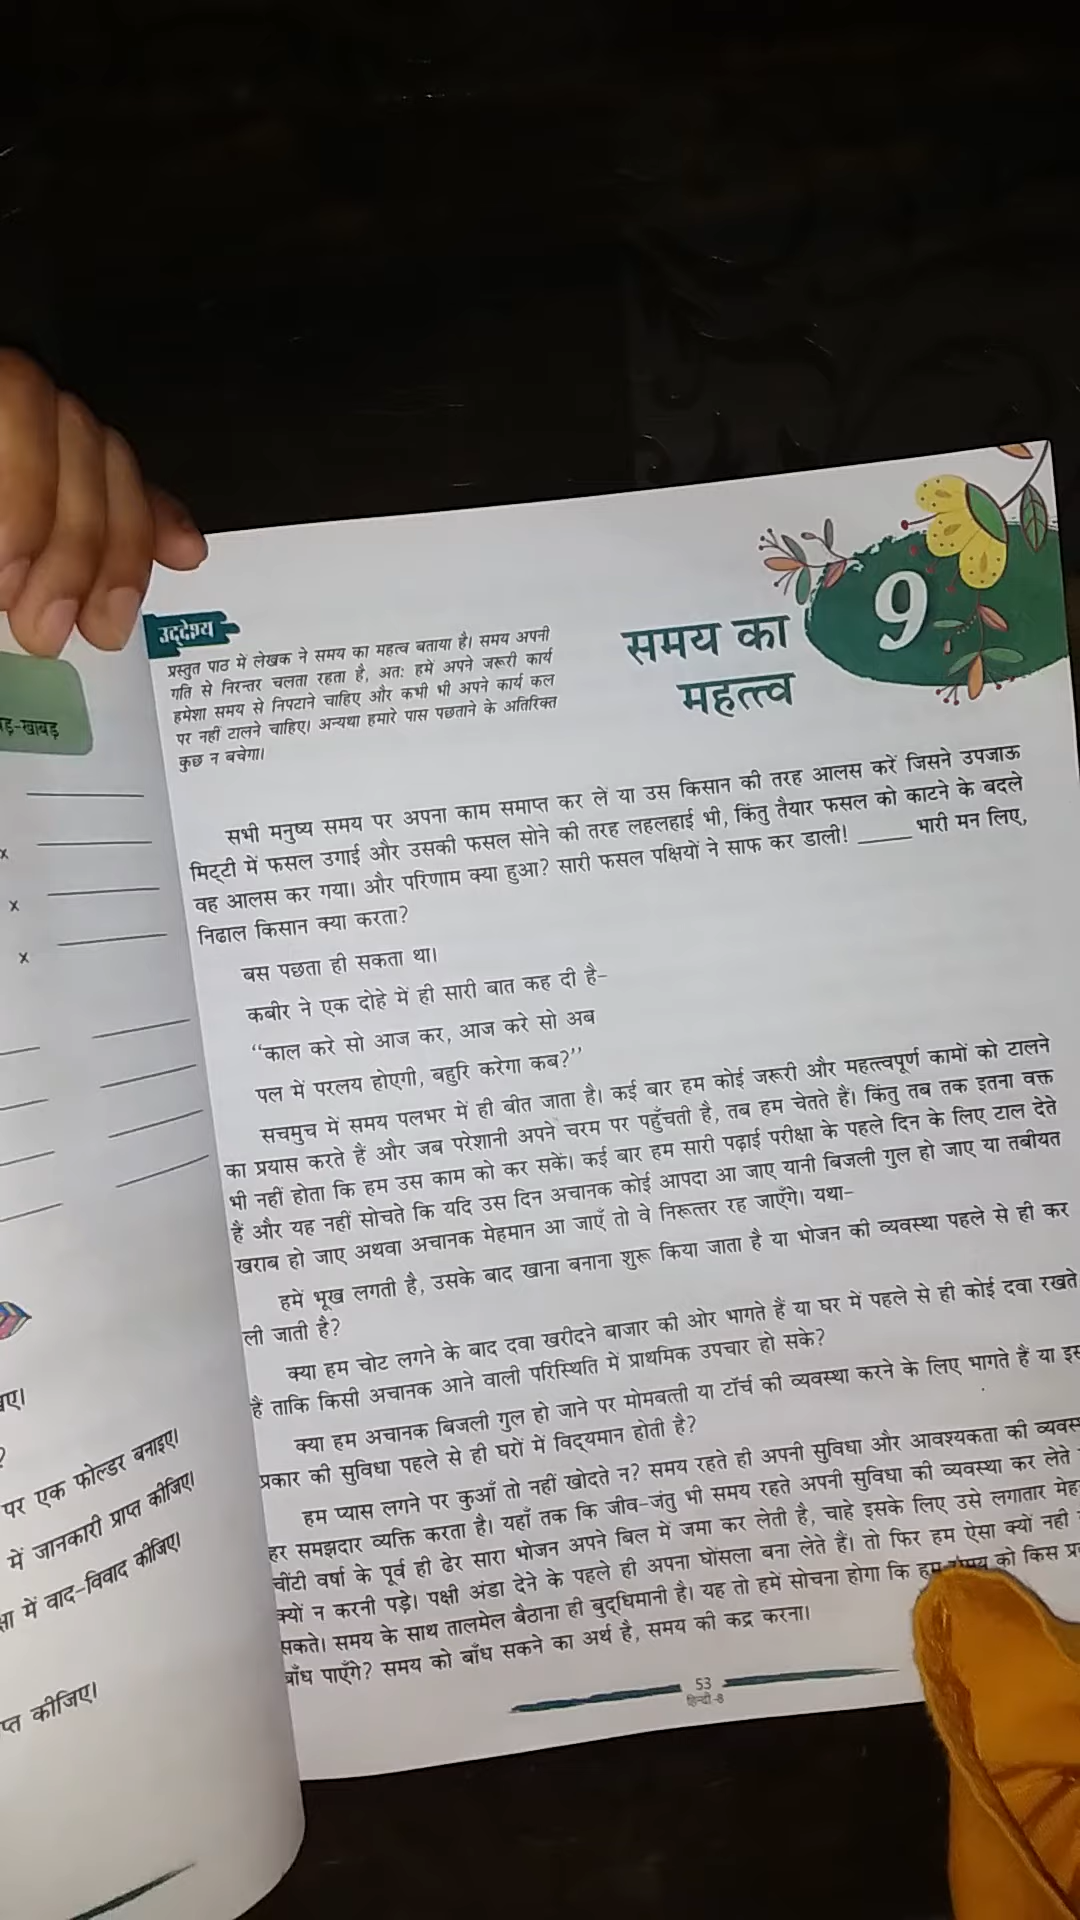 ड़-खाबड़
x
x
x
पर एक फोल्डर बनाइए।
में जानकारी प्राप्त कीजिए।
में वाद-विवाद कीजिए।
कीजिए।
9
समय का
महत्त्व
उद्देश्य
प्रस्तुत पाठ में लेखक ने समय का महत्व बताया है। समय अपनी
गति से निरन्तर चलता रहता है, अतः हमें अपने जरूरी कार्य
हमेशा समय से निपटाने चाहिए और कभी भी अपने कार्य कल
पर नहीं टालने चाहिए। अन्यथा हमारे पास पछताने के अतिरिक्त
कुछ न बचेगा।
सभी मनुष्य समय पर अपना काम समाप्त कर लें या उस किसान की तरह आलस करें जिसने उपजाऊ
मिट्टी में फसल उगाई और उसकी फसल सोने की तरह लहलहाई भी, किंतु तैयार फसल को काटने के बदले
वह आलस कर गया। और परिणाम क्या हुआ? सारी फसल पक्षियों ने साफ कर डाली! _____ भारी मन लिए,
निढाल किसान क्या करता?
बस पछता ही सकता था।
कबीर ने एक दोहे में ही सारी बात कह दी है-
“काल करे सो आज कर, आज करे सो अब
पल में परलय होएगी, बहुरि करेगा कब?”
सचमुच में समय पलभर में ही बीत जाता है। कई बार हम कोई जरूरी और महत्त्वपूर्ण कामों को टालने
का प्रयास करते हैं और जब परेशानी अपने चरम पर पहुँचती है, तब हम चेतते हैं। किंतु तब तक इतना वक्त
भी नहीं होता कि हम उस काम को कर सकें। कई बार हम सारी पढ़ाई परीक्षा के पहले दिन के लिए टाल देते
हैं और यह नहीं सोचते कि यदि उस दिन अचानक कोई आपदा आ जाए यानी बिजली गुल हो जाए या तबीयत
खराब हो जाए अथवा अचानक मेहमान आ जाएँ तो वे निरूत्तर रह जाएँगे। यथा-
हमें भूख लगती है, उसके बाद खाना बनाना शुरू किया जाता है या भोजन की व्यवस्था पहले से ही कर
ली जाती है?
क्या हम चोट लगने के बाद दवा खरीदने बाजार की ओर भागते हैं या घर में पहले से ही कोई दवा रखते
हैं ताकि किसी अचानक आने वाली परिस्थिति में प्राथमिक उपचार हो सके?
क्या हम अचानक बिजली गुल हो जाने पर मोमबत्ती या टॉर्च की व्यवस्था करने के लिए भागते हैं या इस
प्रकार की सुविधा पहले से ही घरों में विद्यमान होती है?
हम प्यास लगने पर कुआँ तो नहीं खोदते न? समय रहते ही अपनी सुविधा और आवश्यकता की
हर समझदार व्यक्ति करता है। यहाँ तक कि जीव-जंतु भी समय रहते अपनी सुविधा की व्यवस्था कर लेते
चींटी वर्षा के पूर्व ही ढेर सारा भोजन अपने बिल में जमा कर लेती है, चाहे इसके लिए उसे लगातार
क्यों न करनी पड़े। पक्षी अंडा देने के पहले ही अपना घोंसला बना लेते हैं। तो फिर हम ऐसा क्यों नही
सकते। समय के साथ तालमेल बैठाना ही बुद्धिमानी है। यह तो हमें सोचना होगा कि हम समय को किस
बाँध पाएँगे? समय को बाँध सकने का अर्थ है, समय की कद्र करना।
53
हिन्दी-8